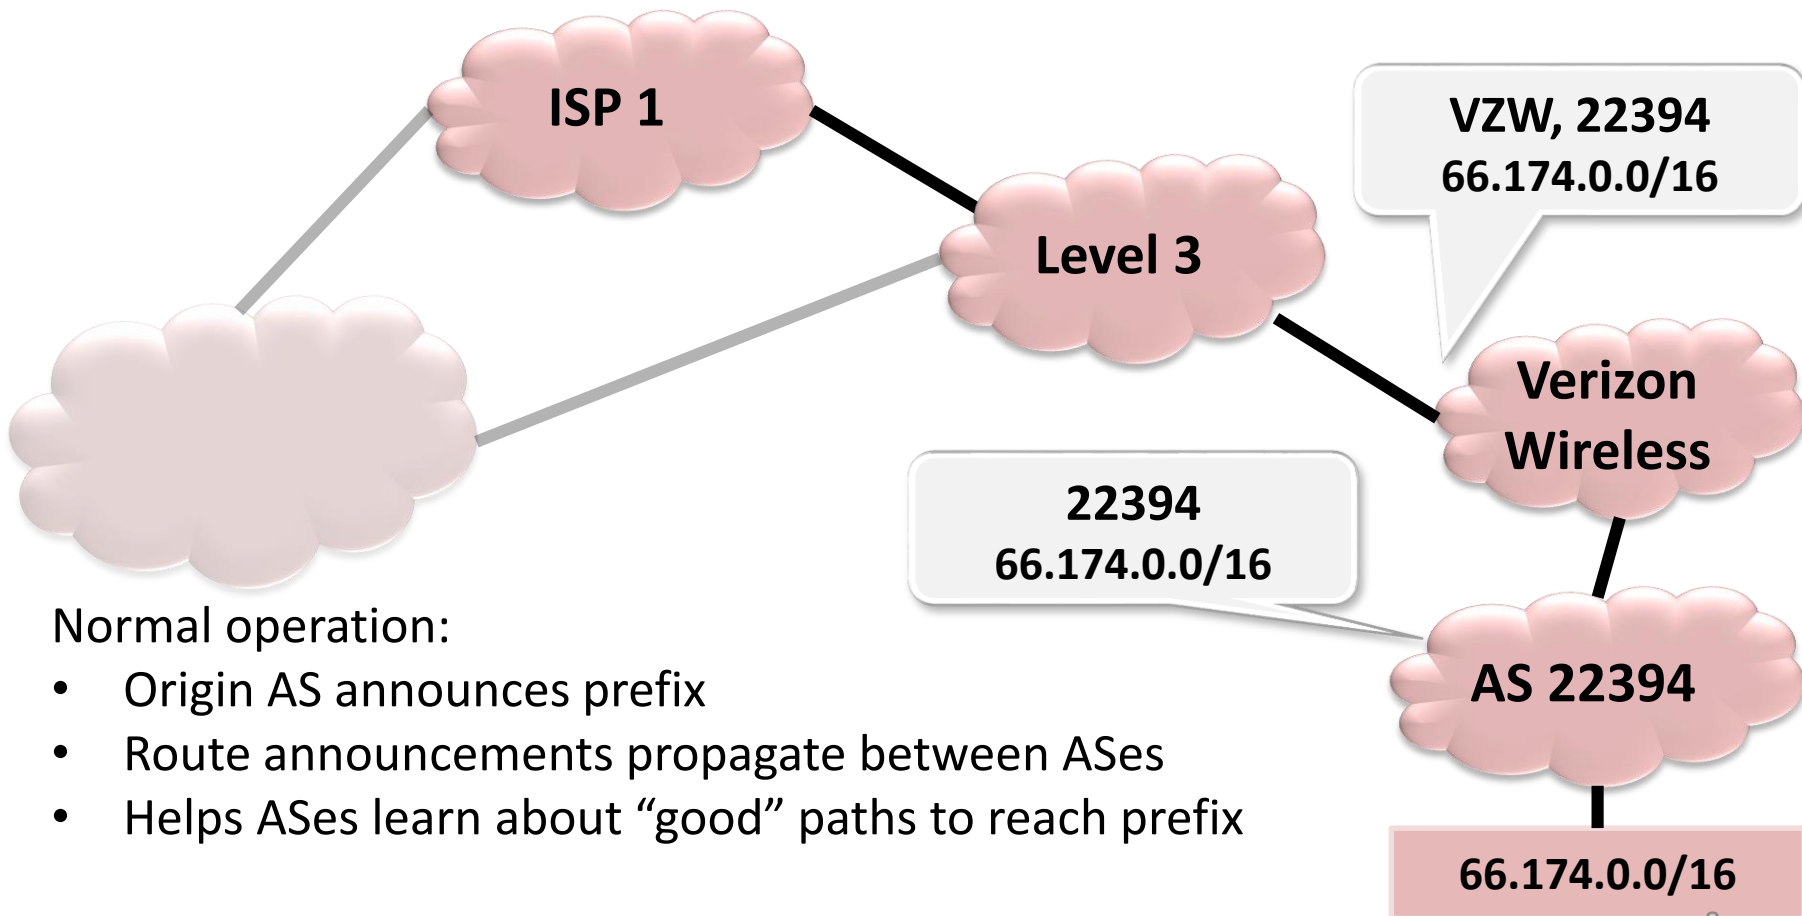 ISP 1
VZW, 22394
66.174.0.0/16
Level 3
Verizon
Wireless
22394
66.174.0.0/16
AS 22394
Normal operation:
• Origin AS announces prefix
• Route announcements propagate between ASes
• Helps ASes learn about “good” paths to reach prefix
66.174.0.0/16